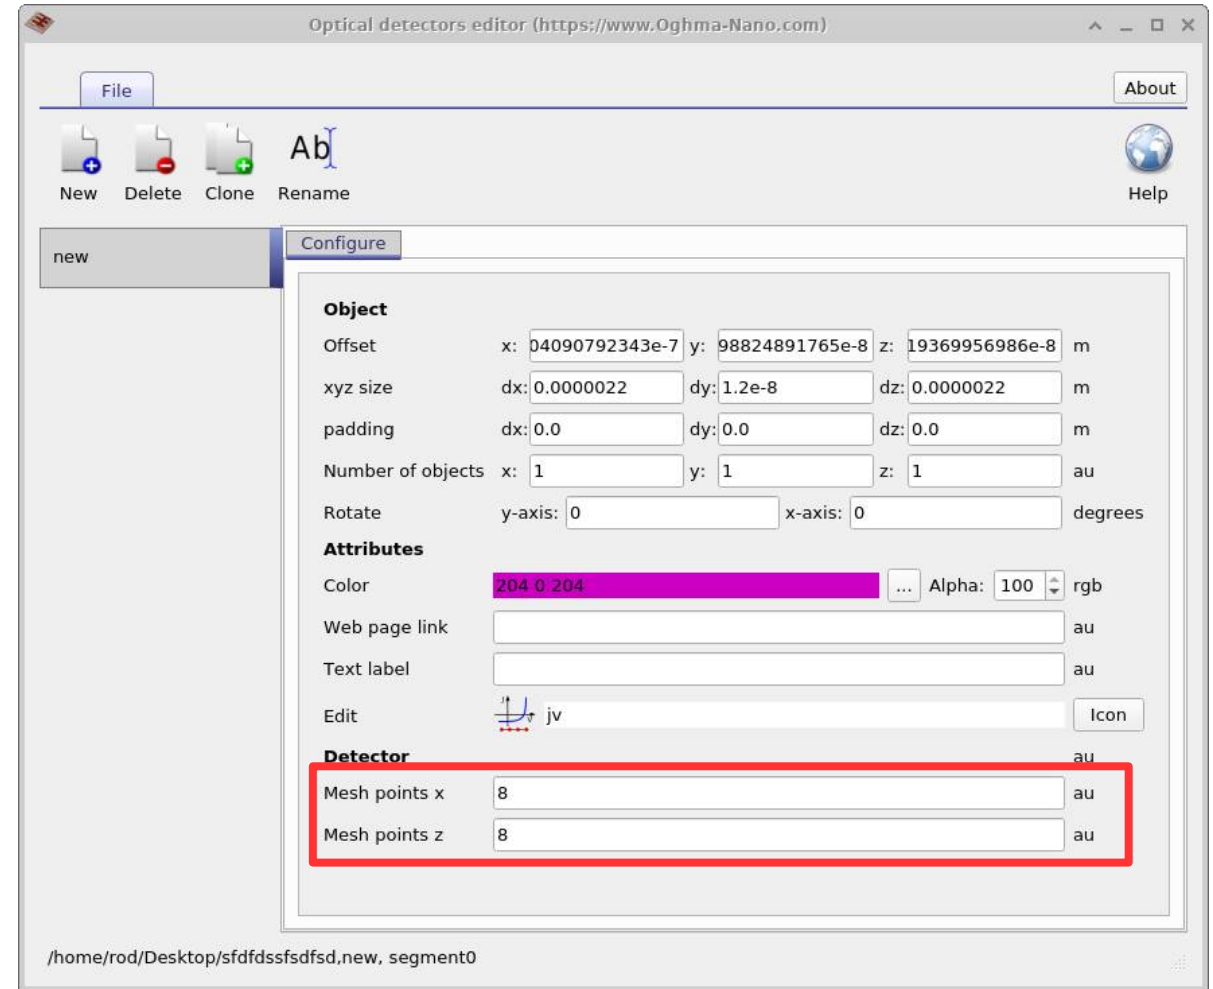 Optical detectors editor (https://www.Oghma-Nano.com)
File
About
New Delete Clone Rename Help
new
Configure
Object
Offset x: 04090792343e-7 y: 98824891765e-8 z: 19369956986e-8 m
xyz size dx: 0.0000022 dy: 1.2e-8 dz: 0.0000022 m
padding dx: 0.0 dy: 0.0 dz: 0.0 m
Number of objects x: 1 y: 1 z: 1 au
Rotate y-axis: 0 x-axis: 0 degrees
Attributes
Color 204 0 204 ... Alpha: 100 rgb
Web page link au
Text label au
Edit jv Icon
Detector au
Mesh points x 8 au
Mesh points z 8 au
/home/rod/Desktop/sfdfdssfsdfsd,new, segment0